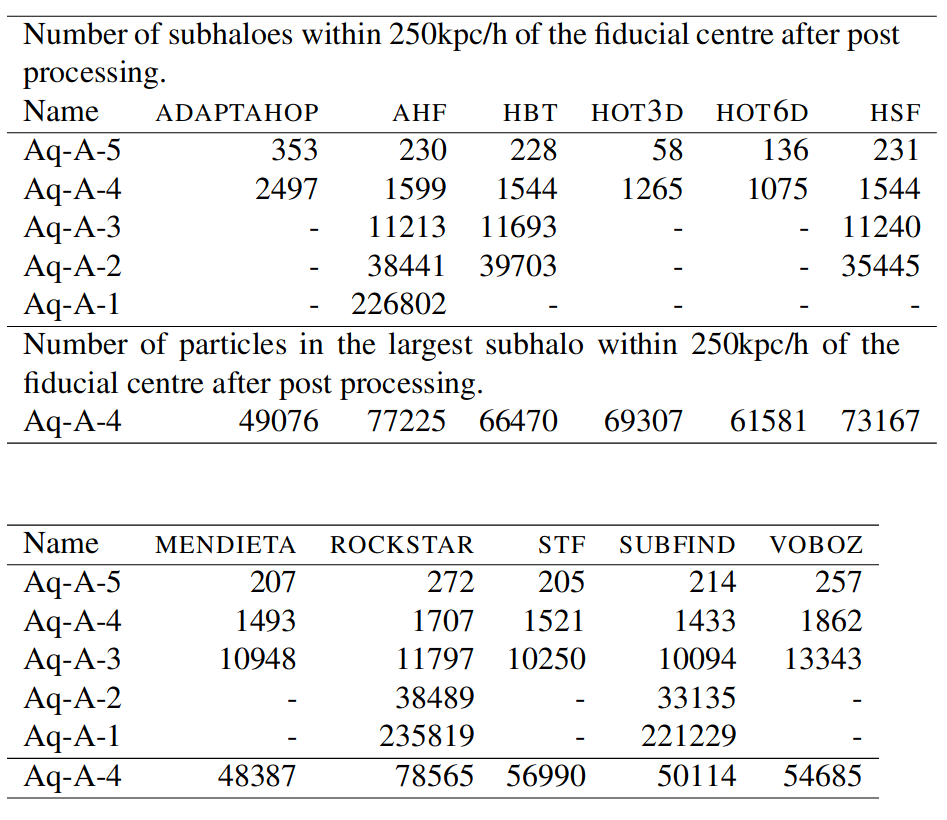 Number of subhaloes within 250kpc/h of the fiducial centre after post
processing.
Name ADAPTAHOP AHF HBT HOT3D HOT6D HSF
Aq-A-5 353 230 228 58 136 231
Aq-A-4 2497 1599 1544 1265 1075 1544
Aq-A-3 - 11213 11693 - - 11240
Aq-A-2 - 38441 39703 - - 35445
Aq-A-1 - 226802 - - - -
Number of particles in the largest subhalo within 250kpc/h of the
fiducial centre after post processing.
Aq-A-4 49076 77225 66470 69307 61581 73167
Name MENDIETA ROCKSTAR STF SUBFIND VOBOZ
Aq-A-5 207 272 205 214 257
Aq-A-4 1493 1707 1521 1433 1862
Aq-A-3 10948 11797 10250 10094 13343
Aq-A-2 - 38489 - 33135 -
Aq-A-1 - 235819 - 221229 -
Aq-A-4 48387 78565 56990 50114 54685